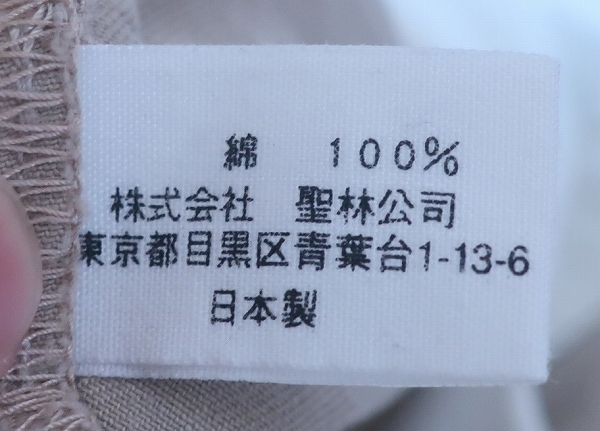 綿 100%
株式会社 聖林公司
東京都目黒区青葉台1-13-6
日本製